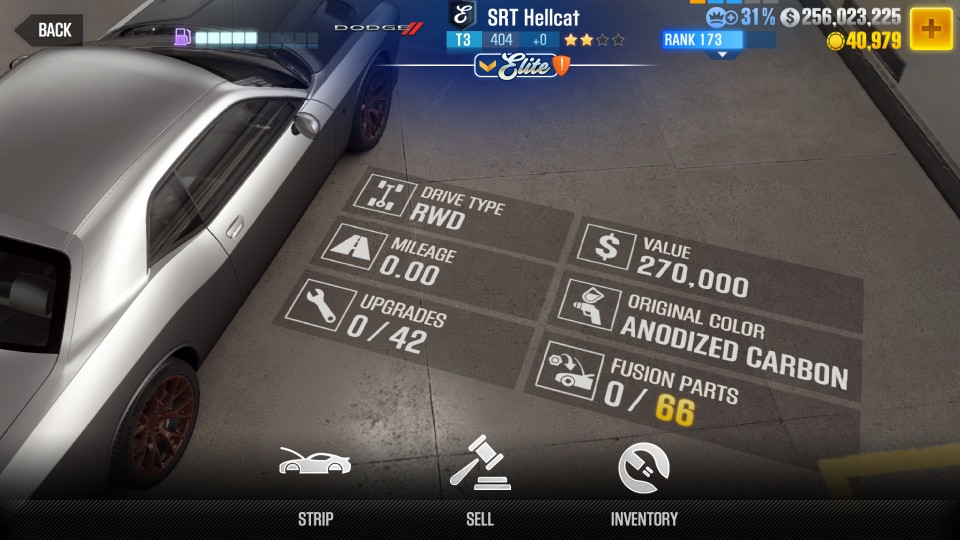 BACK
DODGE
SRT Hellcat
T3 404 +0
Elite
31%
$ 256,023,225
RANK 173
40,979
DRIVE TYPE
RWD
MILEAGE
0.00
UPGRADES
0 / 42
$ VALUE
270,000
ORIGINAL COLOR
ANODIZED CARBON
FUSION PARTS
0 / 66
STRIP
SELL
INVENTORY